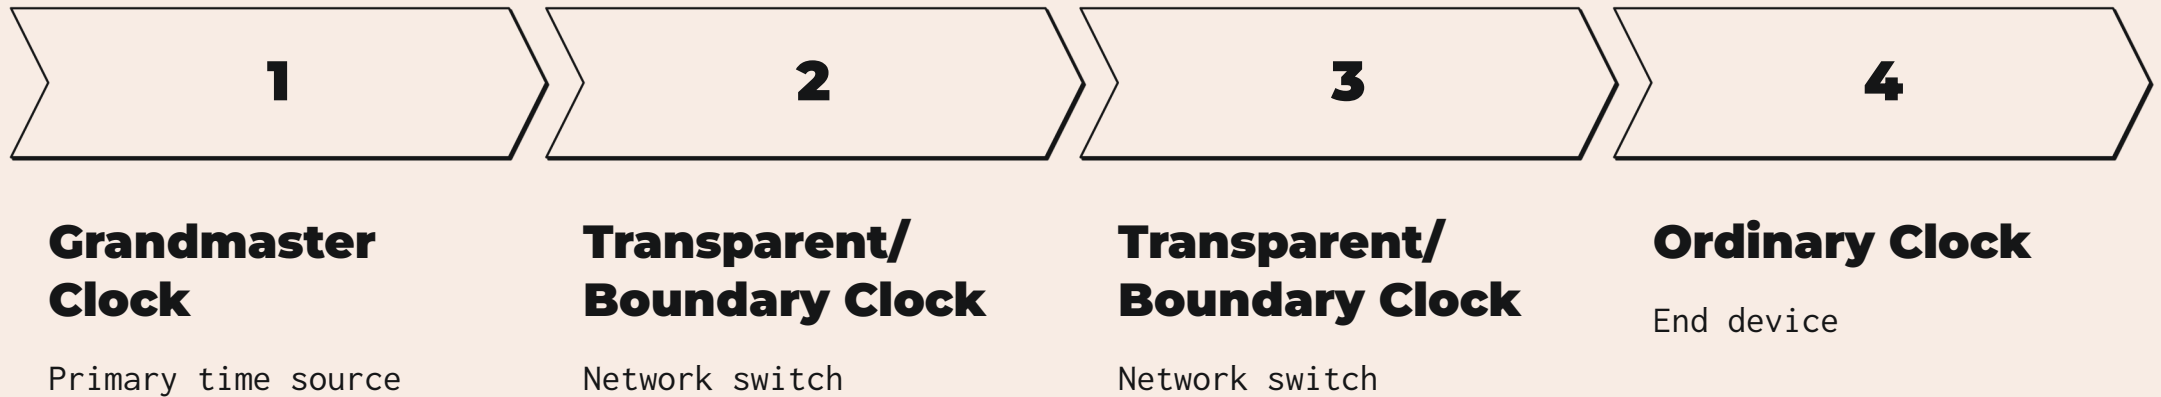 1
2
3
4
Grandmaster
Clock
Primary time source
Transparent/
Boundary Clock
Network switch
Transparent/
Boundary Clock
Network switch
Ordinary Clock
End device